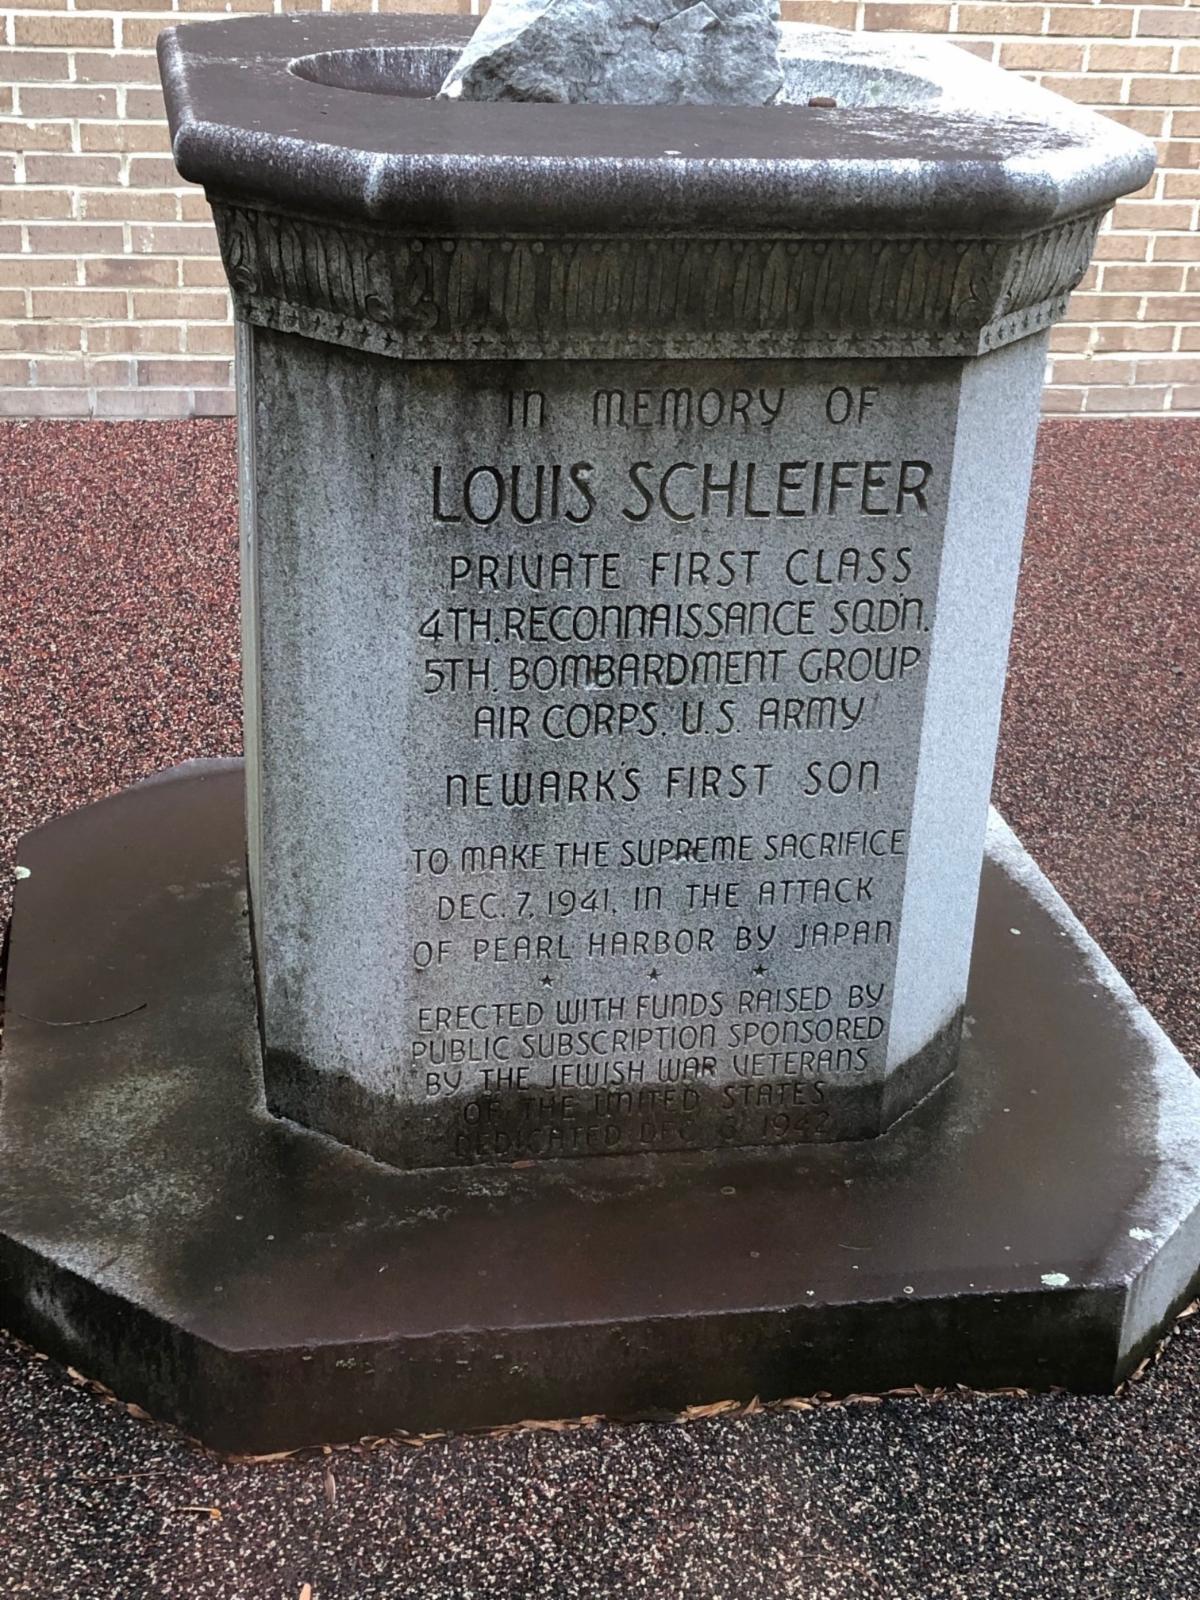 IN MEMORY OF
LOUIS SCHLEIFER
PRIVATE FIRST CLASS
4TH. RECONNAISSANCE SQDN.
5TH. BOMBARDMENT GROUP
AIR CORPS. U.S. ARMY
NEWARK'S FIRST SON
TO MAKE THE SUPREME SACRIFICE
DEC. 7, 1941, IN THE ATTACK
OF PEARL HARBOR BY JAPAN
★ ★ ★
ERECTED WITH FUNDS RAISED BY
PUBLIC SUBSCRIPTION SPONSORED
BY THE JEWISH WAR VETERANS
OF THE UNITED STATES
DEDICATED DEC. 1942